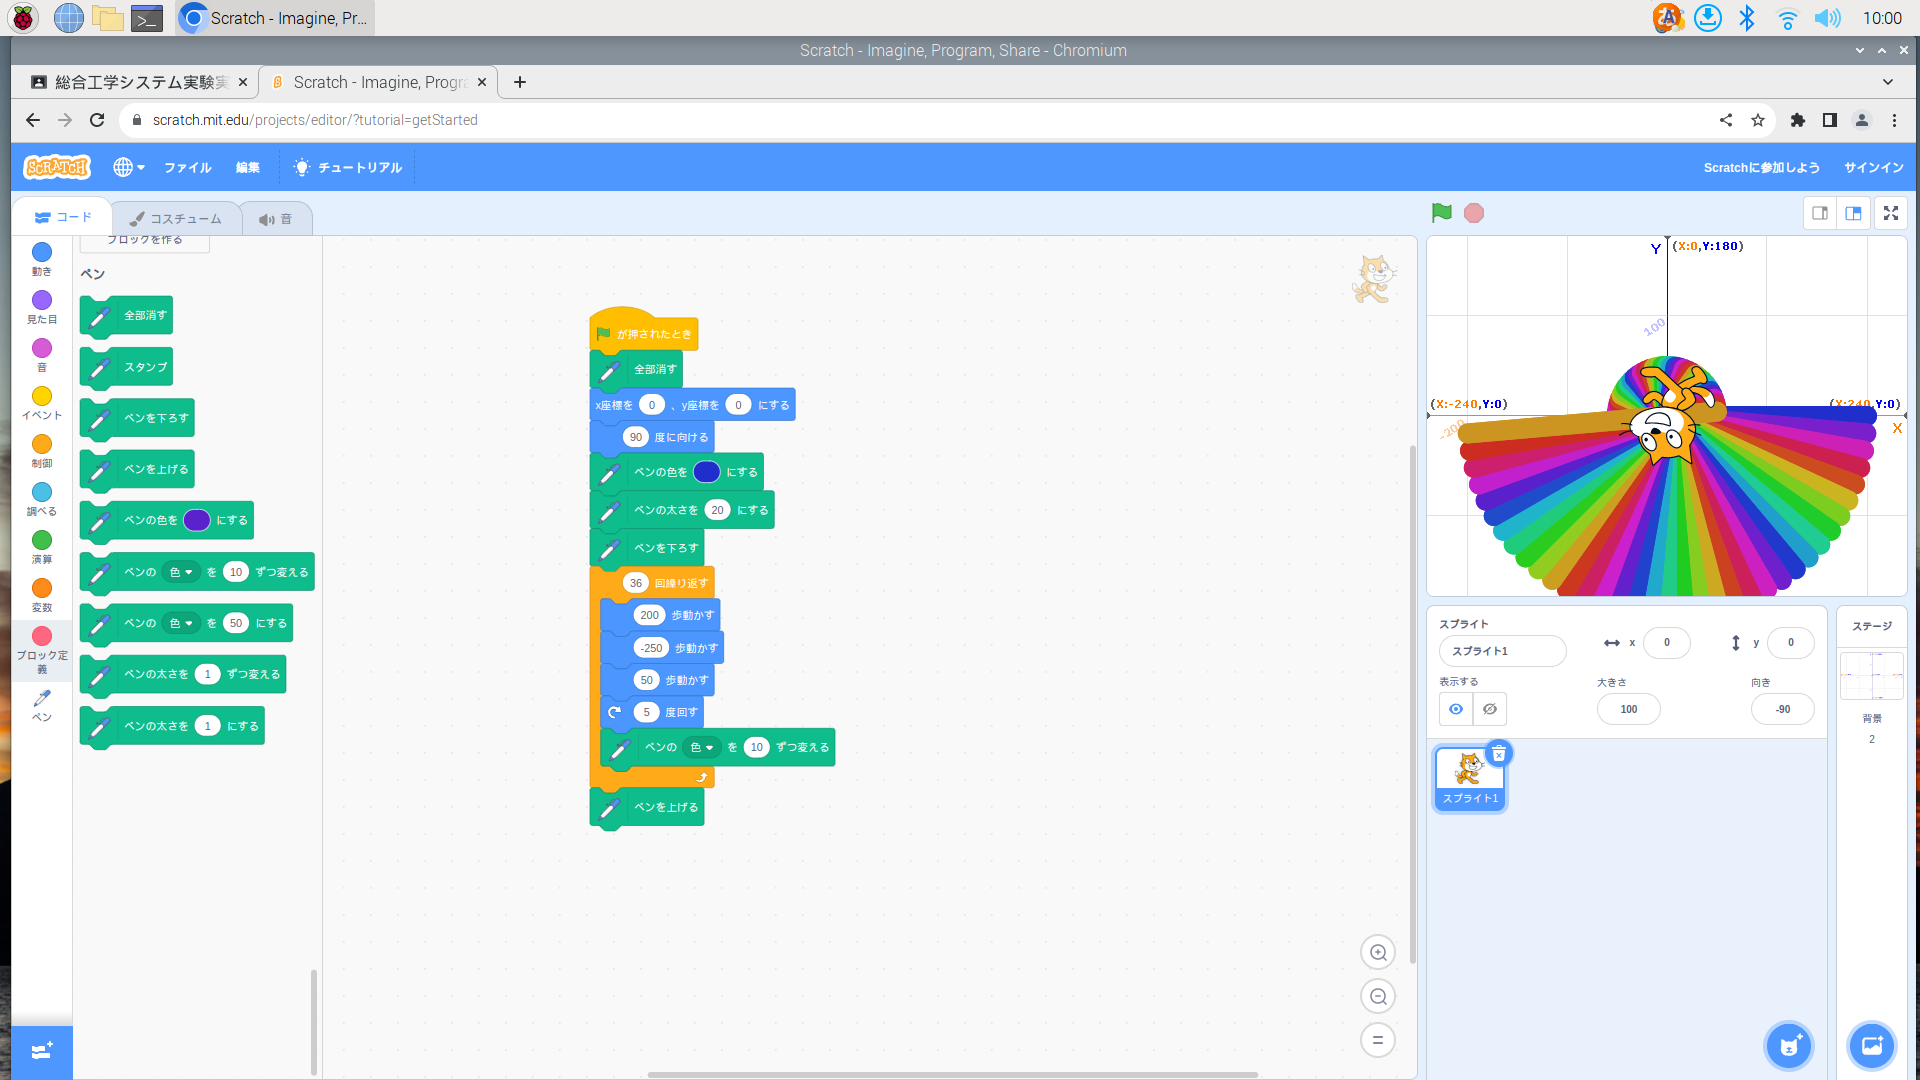 Scratch - Imagine, Pr...
10:00
Scratch - Imagine, Program, Share - Chromium
総合工学システム実験実
Scratch - Imagine, Progra
scratch.mit.edu/projects/editor/?tutorial=getStarted
SCRATCH
ファイル
編集
チュートリアル
Scratchに参加しよう
サインイン
コード
コスチューム
音
動き
見た目
音
イベント
制御
調べる
演算
変数
ブロック定
義
ペン
ブロックを作る
ペン
全部消す
スタンプ
ペンを下ろす
ペンを上げる
ペンの色を にする
ペンの 色 を 10 ずつ変える
ペンの 色 を 50 にする
ペンの太さを 1 ずつ変える
ペンの太さを 1 にする
が押されたとき
全部消す
x座標を 0 、y座標を 0 にする
90 度に向ける
ペンの色を にする
ペンの太さを 20 にする
ペンを下ろす
36 回繰り返す
200 歩動かす
-250 歩動かす
50 歩動かす
5 度回す
ペンの 色 を 10 ずつ変える
ペンを上げる
Y (X:0,Y:180)
100
(X:-240,Y:0)
(X:240,Y:0)
-200
X
スプライト
スプライト1
x 0
y 0
表示する
大きさ
100
向き
-90
スプライト1
ステージ
背景
2